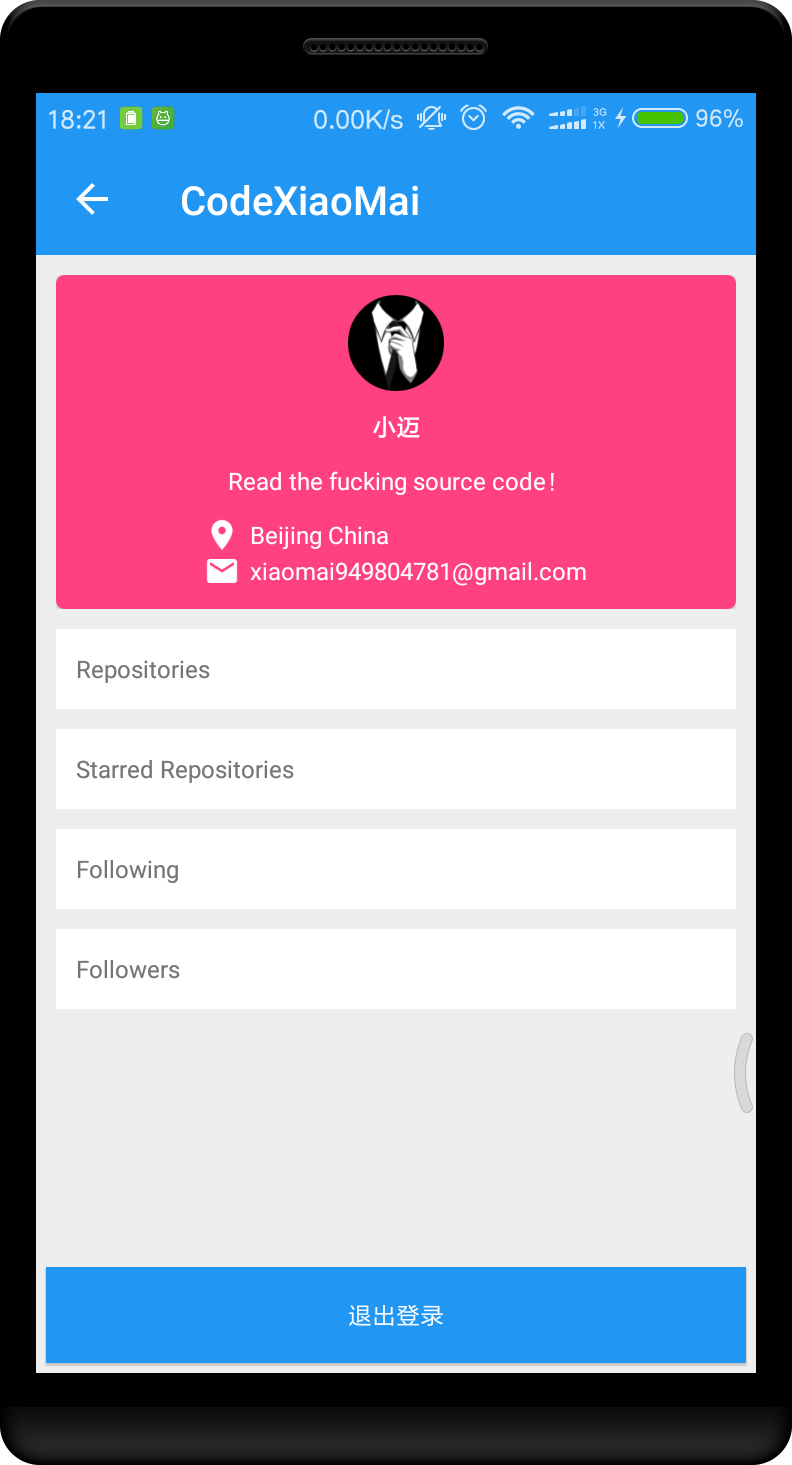 18:21 0.00K/s 3G 1X 96%
CodeXiaoMai
小迈
Read the fucking source code！
Beijing China
xiaomai949804781@gmail.com
Repositories
Starred Repositories
Following
Followers
退出登录